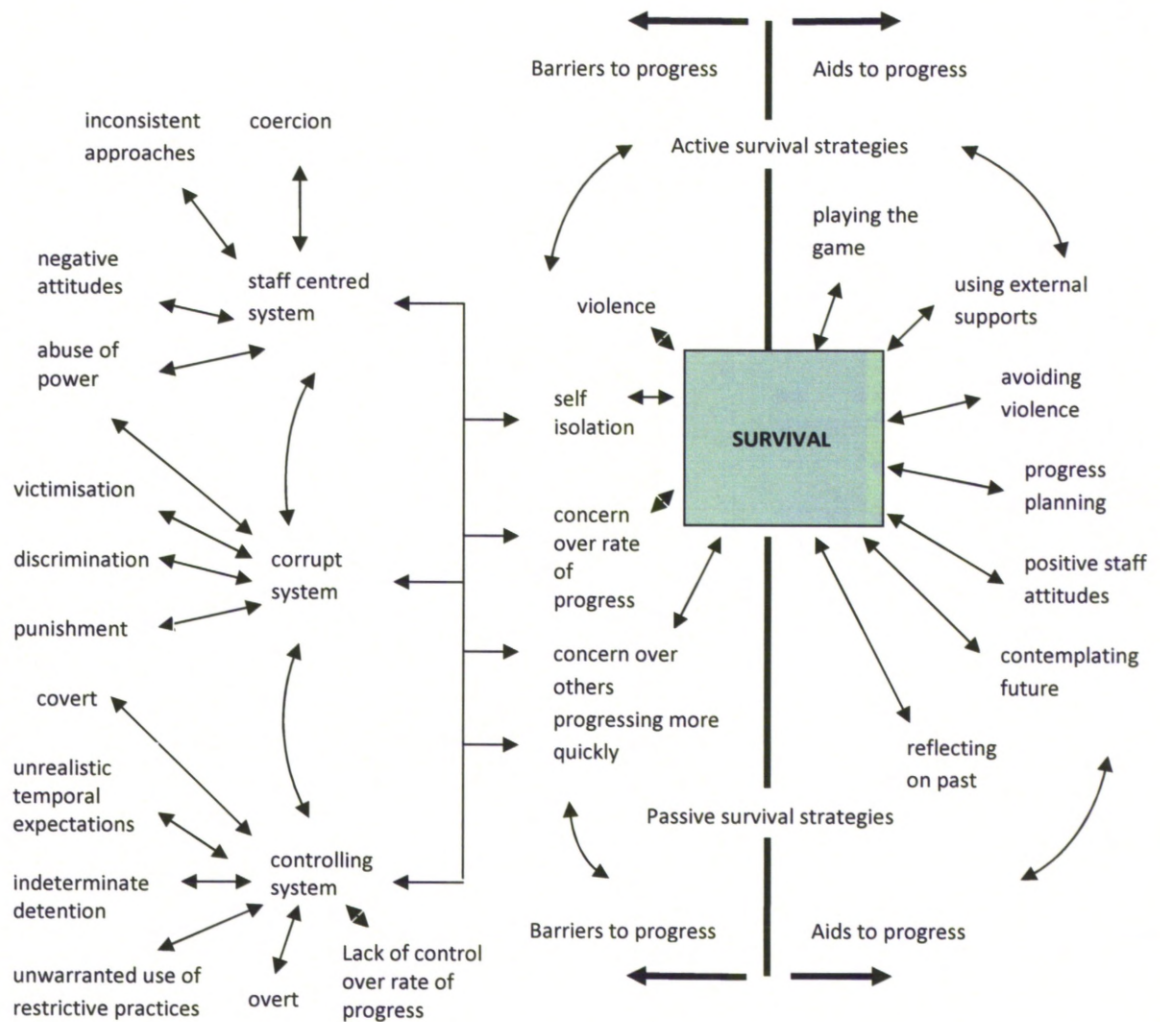 Barriers to progress
Aids to progress
Active survival strategies
inconsistent
approaches
coercion
negative
attitudes
abuse of
power
staff centred
system
victimisation
discrimination
punishment
corrupt
system
covert
unrealistic
temporal
expectations
indeterminate
detention
unwarranted use of
restrictive practices
overt
controlling
system
Lack of control
over rate of
progress
violence
self
isolation
concern
over rate
of
progress
concern over
others
progressing more
quickly
SURVIVAL
playing the
game
using external
supports
avoiding
violence
progress
planning
positive staff
attitudes
contemplating
future
reflecting
on past
Passive survival strategies
Barriers to progress
Aids to progress